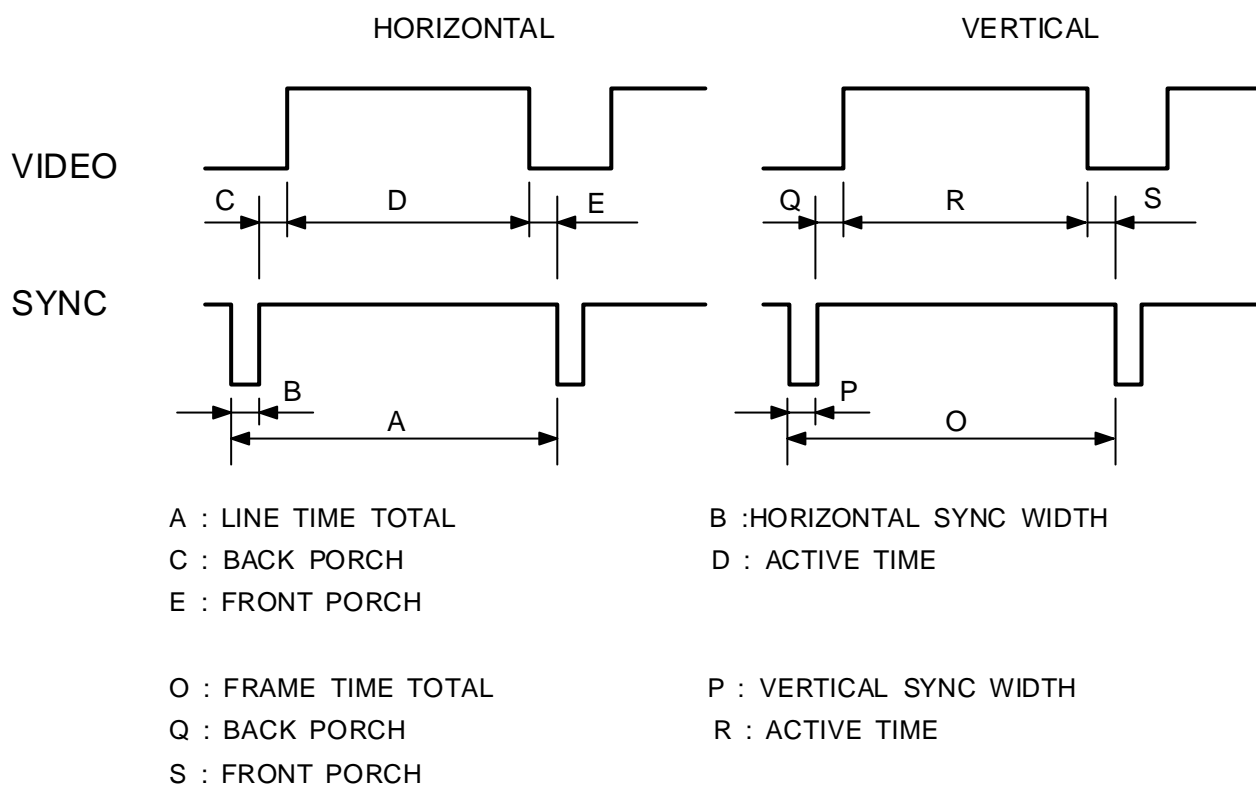 HORIZONTAL VERTICAL
VIDEO
C D E Q R S
SYNC
B P
A O
A : LINE TIME TOTAL B :HORIZONTAL SYNC WIDTH
C : BACK PORCH D : ACTIVE TIME
E : FRONT PORCH
O : FRAME TIME TOTAL P : VERTICAL SYNC WIDTH
Q : BACK PORCH R : ACTIVE TIME
S : FRONT PORCH